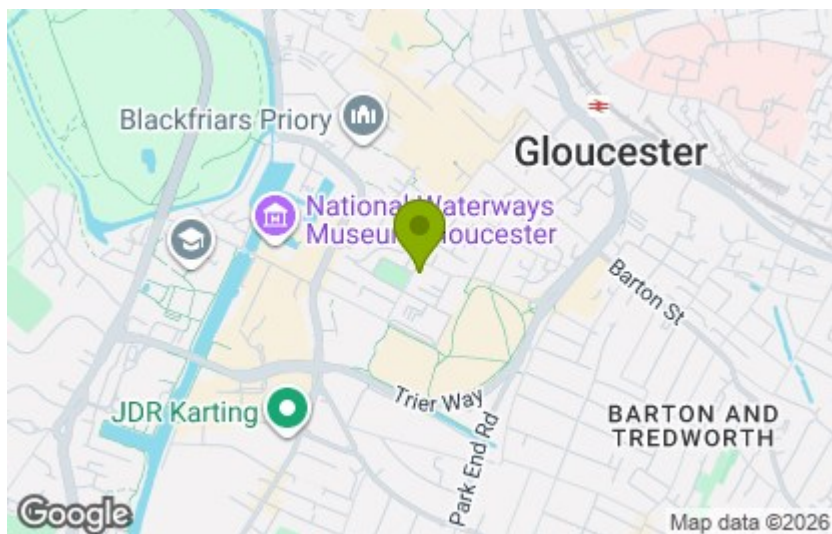 Blackfriars Priory
Gloucester
National Waterways
Museum Gloucester
Barton St
Trier Way
JDR Karting
BARTON AND
TREDWORTH
Park End Rd
Google
Map data ©2026